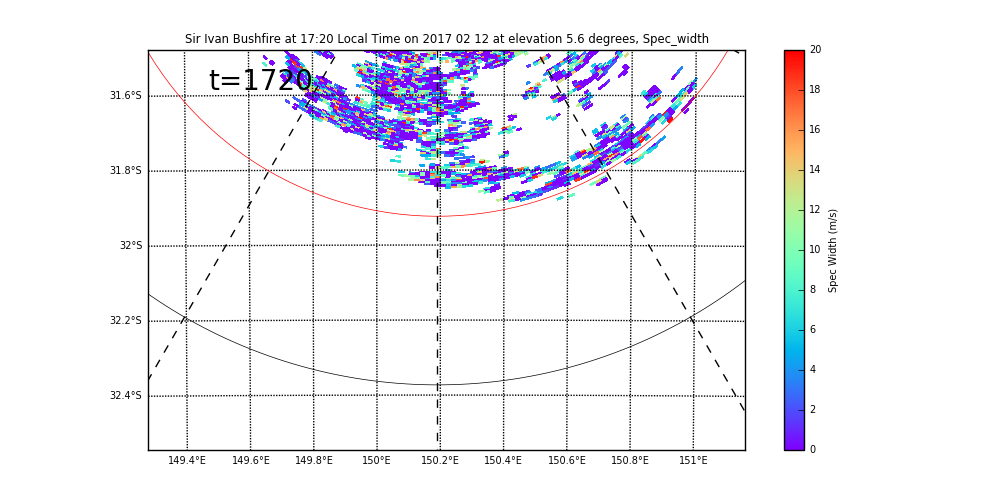 Sir Ivan Bushfire at 17:20 Local Time on 2017 02 12 at elevation 5.6 degrees, Spec_width
t=1720
31.6°S
31.8°S
32°S
32.2°S
32.4°S
149.4°E 149.6°E 149.8°E 150°E 150.2°E 150.4°E 150.6°E 150.8°E 151°E
20
18
16
14
12
10
8
6
4
2
0
Spec Width (m/s)